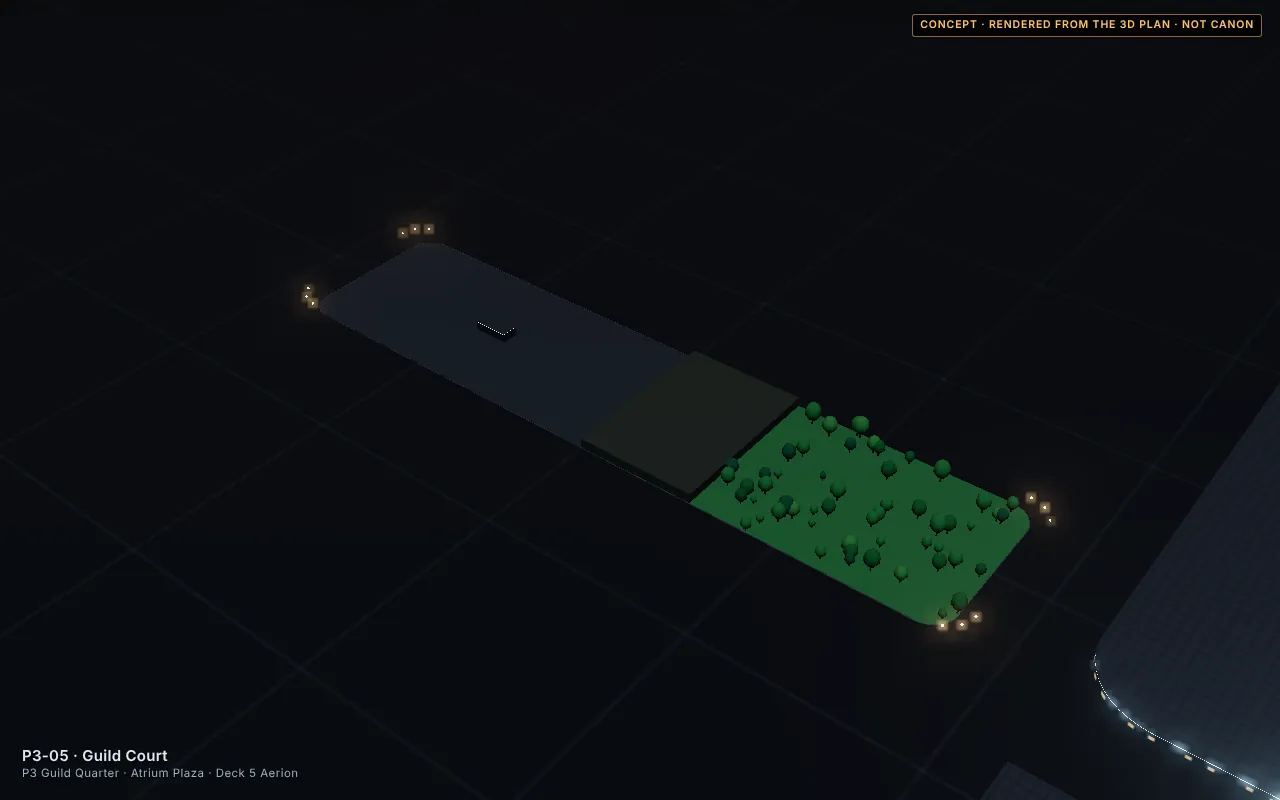 CONCEPT · RENDERED FROM THE 3D PLAN · NOT CANON
P3-05 · Guild Court
P3 Guild Quarter · Atrium Plaza · Deck 5 Aerion